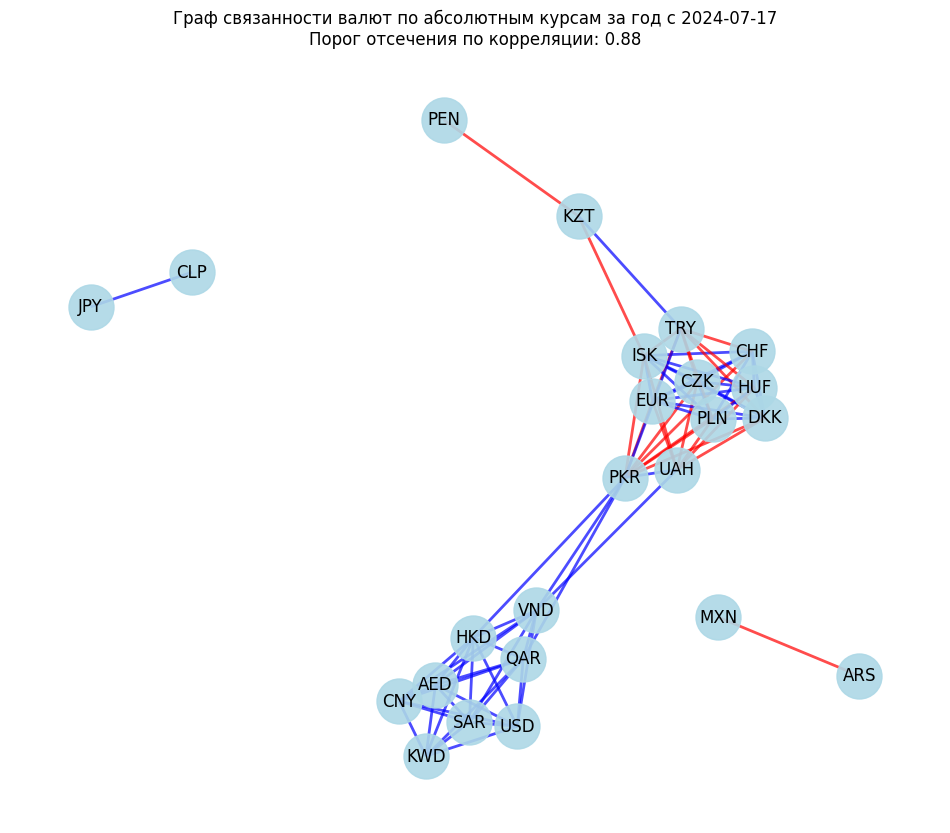 Граф связанности валют по абсолютным курсам за год с 2024-07-17
Порог отсечения по корреляции: 0.88
PEN
KZT
CLP
JPY
TRY
CHF
ISK
CZK
HUF
EUR
PLN
DKK
UAH
PKR
VND
MXN
HKD
QAR
ARS
AED
CNY
SAR
USD
KWD